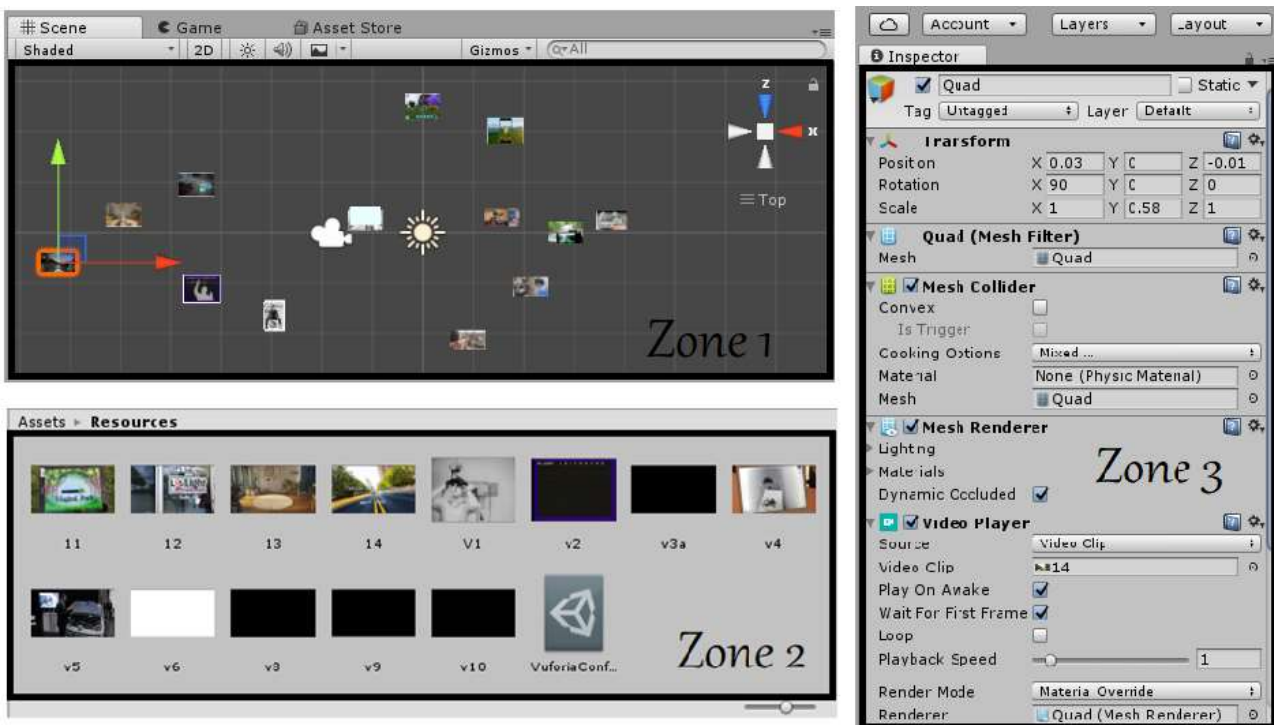 Scene Game Asset Store
Shaded 2D Gizmos Q▾All
z
x
Top
Zone 1
Assets ▸ Resources
11 12 13 14 V1 v2 v3a v4
v5 v6 v8 v9 v10 VuforiaConf...
Zone 2
Account Layers Layout
Inspector
Quad Static
Tag Untagged Layer Default
Transform
Position X 0.03 Y 0 Z -0.01
Rotation X 90 Y 0 Z 0
Scale X 1 Y 0.58 Z 1
Quad (Mesh Filter)
Mesh Quad
Mesh Collider
Convex
Is Trigger
Cooking Options Mixed ...
Material None (Physic Material)
Mesh Quad
Mesh Renderer
Lighting
Materials
Dynamic Occluded
Zone 3
Video Player
Source Video Clip
Video Clip 14
Play On Awake
Wait For First Frame
Loop
Playback Speed 1
Render Mode Material Override
Renderer Quad (Mesh Renderer)